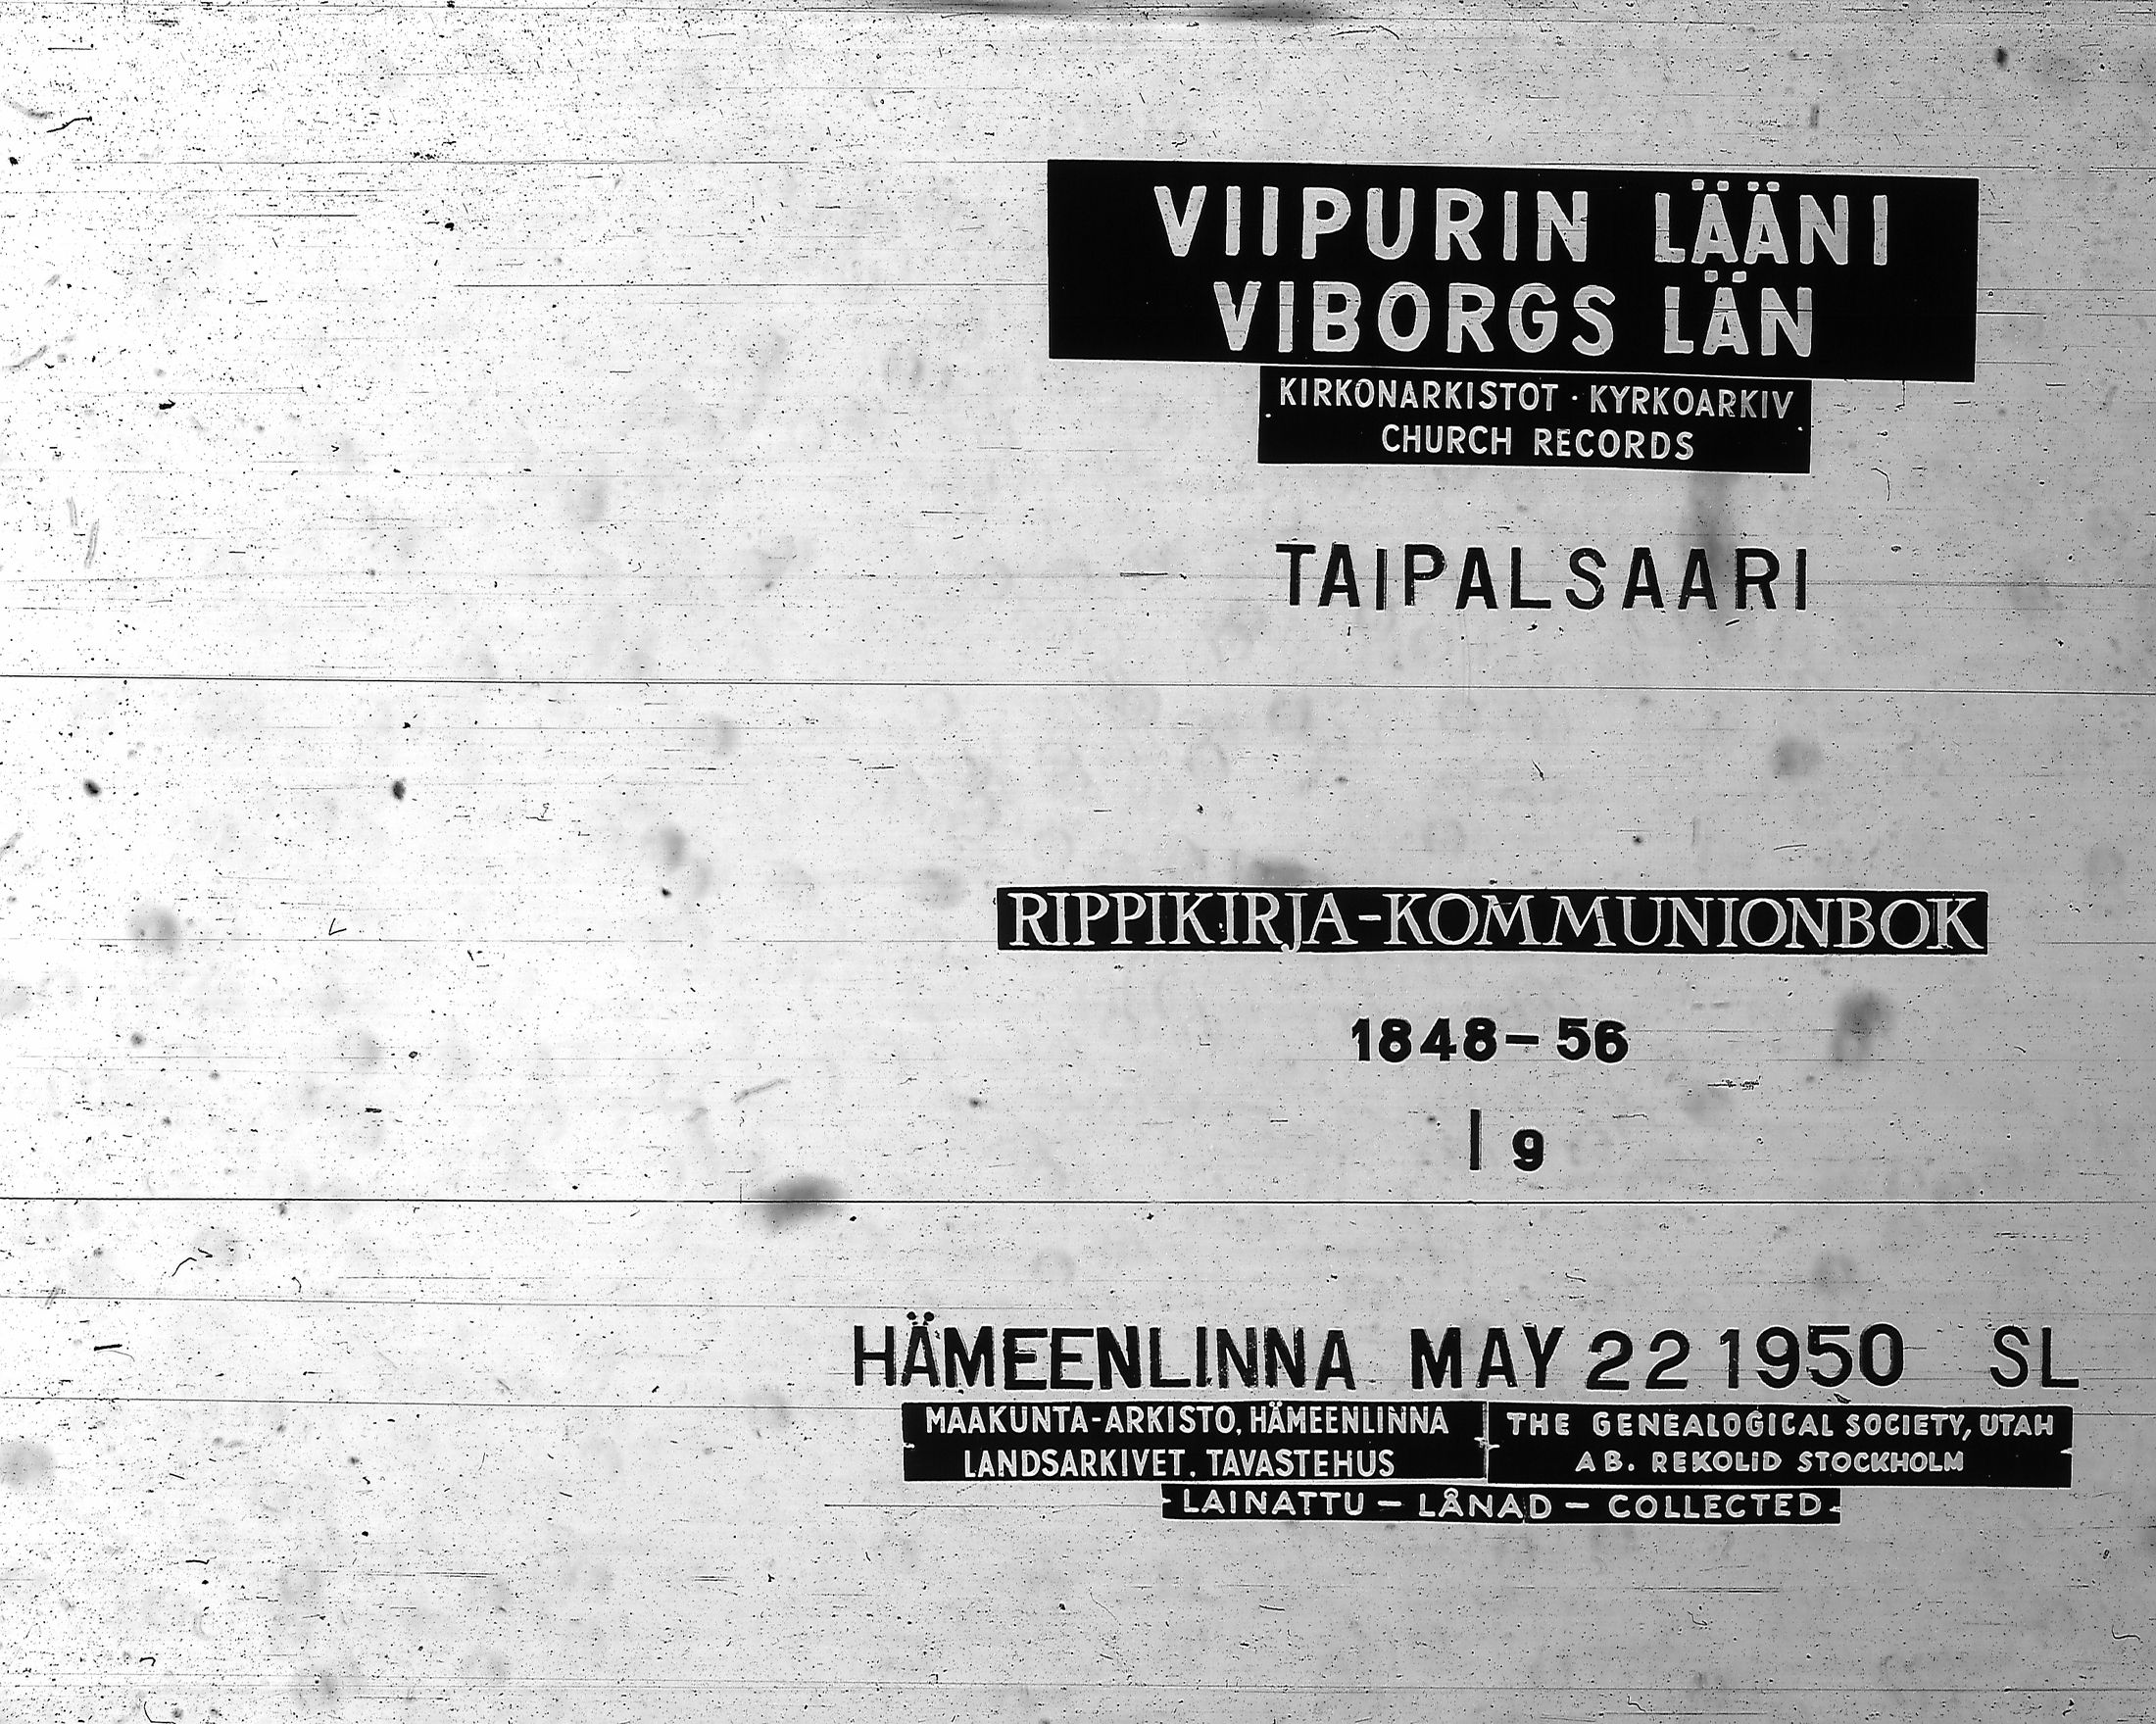 VIIPURIN LÄÄNI
VIBORGS LÄN
KIRKONARKISTOT · KYRKOARKIV
CHURCH RECORDS
TAIPALSAARI
RIPPIKIRJA-KOMMUNIONBOK
1848-56
I 9
HÄMEENLINNA MAY 22 1950 SL
MAAKUNTA-ARKISTO, HÄMEENLINNA
LANDSARKIVET, TAVASTEHUS
THE GENEALOGICAL SOCIETY, UTAH
AB. REKOLID STOCKHOLM
LAINATTU - LÅNAD - COLLECTED